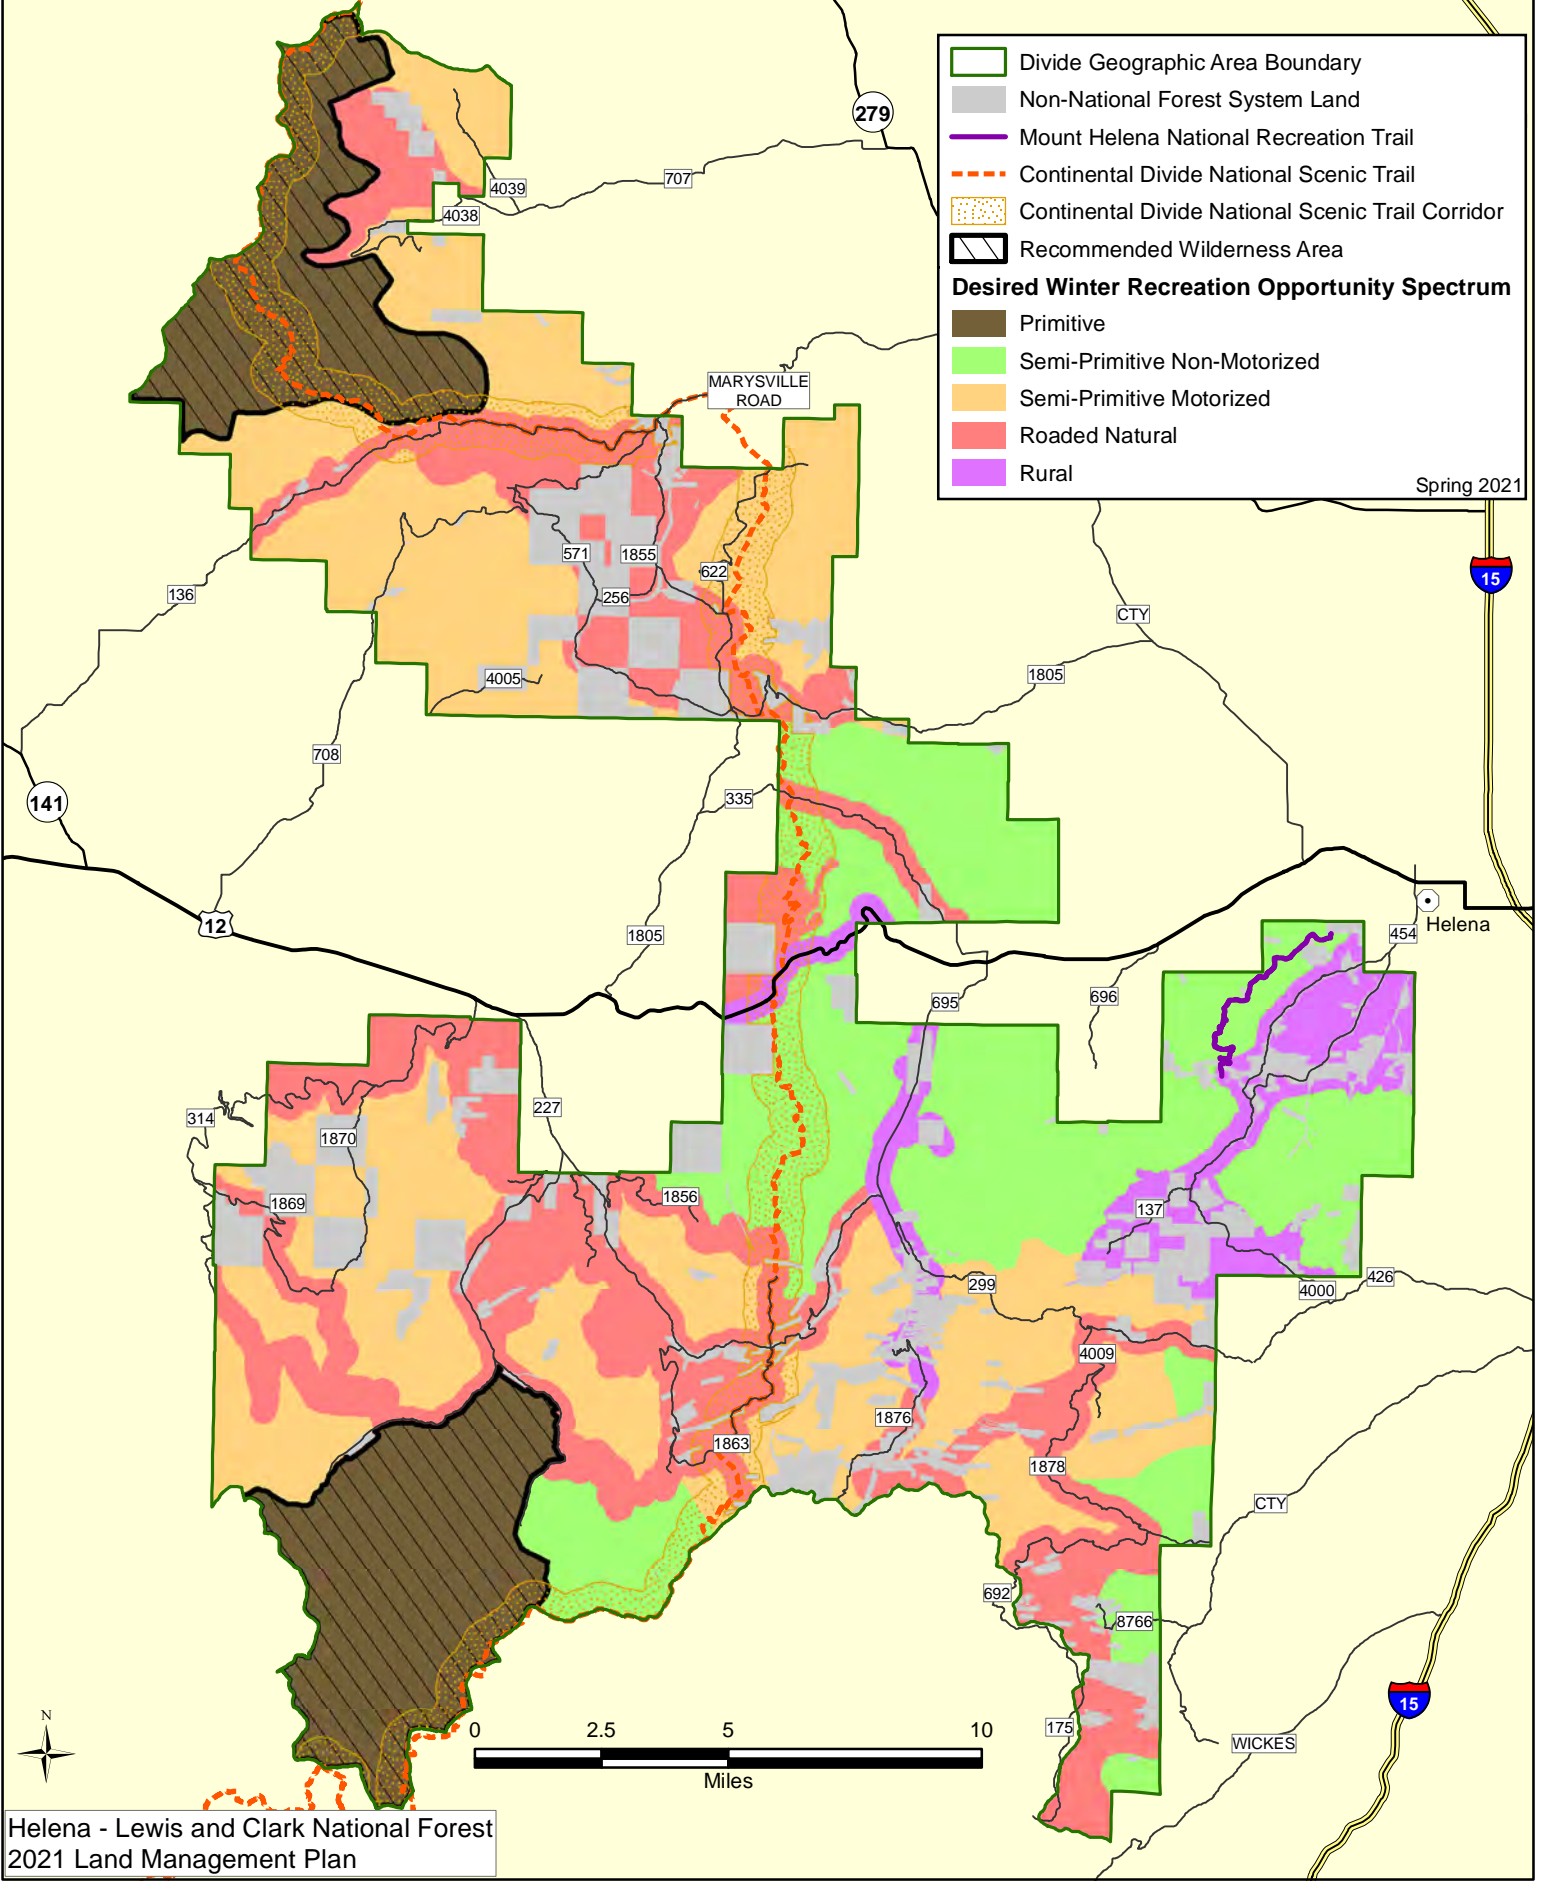 Divide Geographic Area Boundary
Non-National Forest System Land
Mount Helena National Recreation Trail
Continental Divide National Scenic Trail
Continental Divide National Scenic Trail Corridor
Recommended Wilderness Area
Desired Winter Recreation Opportunity Spectrum
Primitive
Semi-Primitive Non-Motorized
Semi-Primitive Motorized
Roaded Natural
Rural
Spring 2021
279
707
4039
4038
MARYSVILLE
ROAD
571
1855
622
256
15
136
CTY
4005
1805
708
141
335
12
1805
Helena
454
695
696
314
227
1870
1869
1856
137
299
4000
426
4009
1876
1863
1878
CTY
692
8766
175
WICKES
15
N
0
2.5
5
10
Miles
Helena - Lewis and Clark National Forest
2021 Land Management Plan